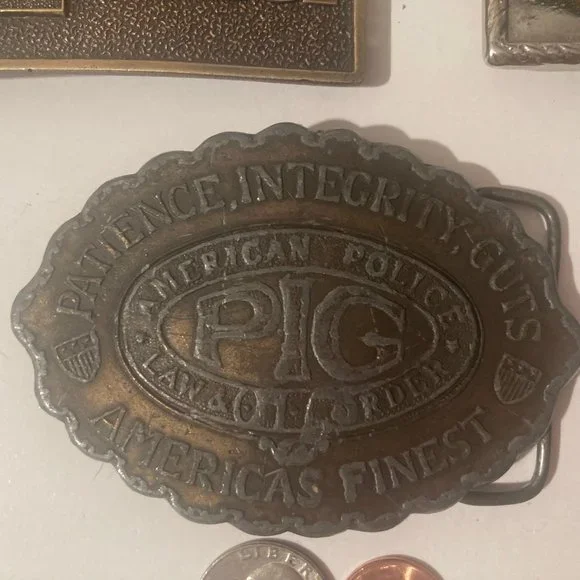 PATIENCE, INTEGRITY, GUTS
AMERICAN POLICE
PIG
LAW & ORDER
AMERICAS FINEST
LIBERTY